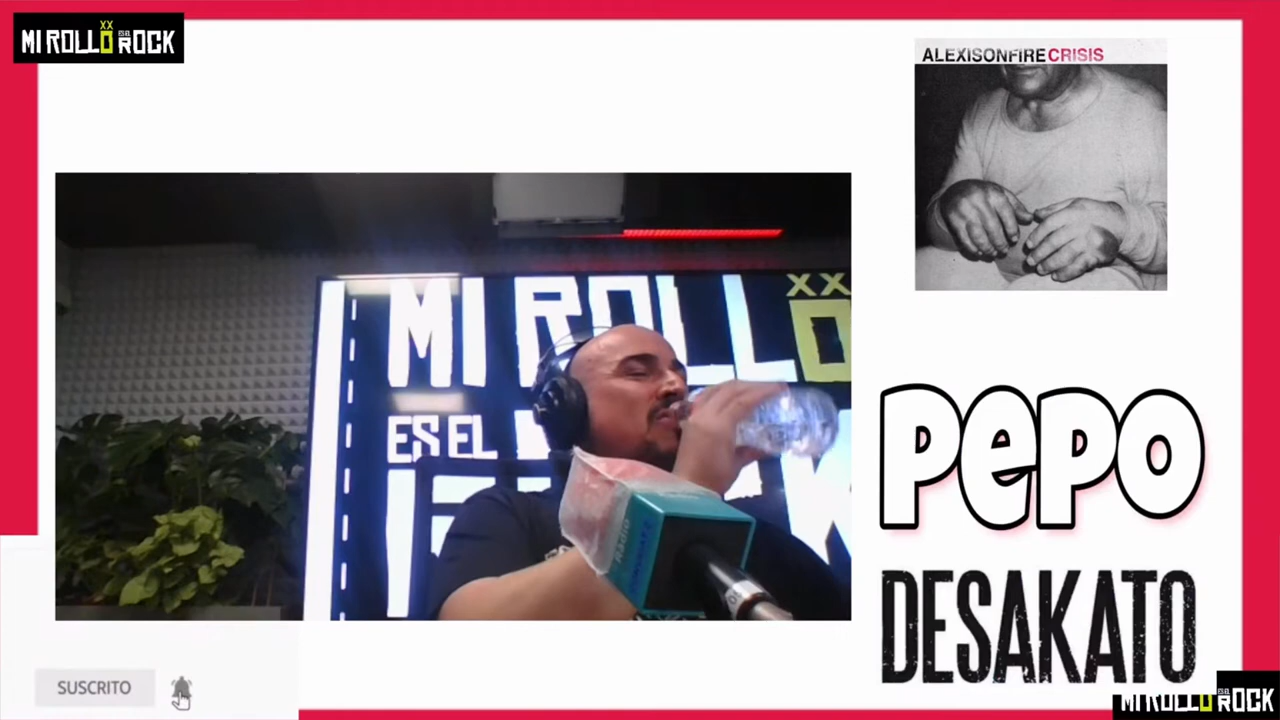 MI ROLLO ES EL ROCK
ALEXISONFIRE CRISIS
MI ROLLO
ES EL
Radio
PEPO
DESAKATO
SUSCRITO
MI ROLLO ES EL ROCK